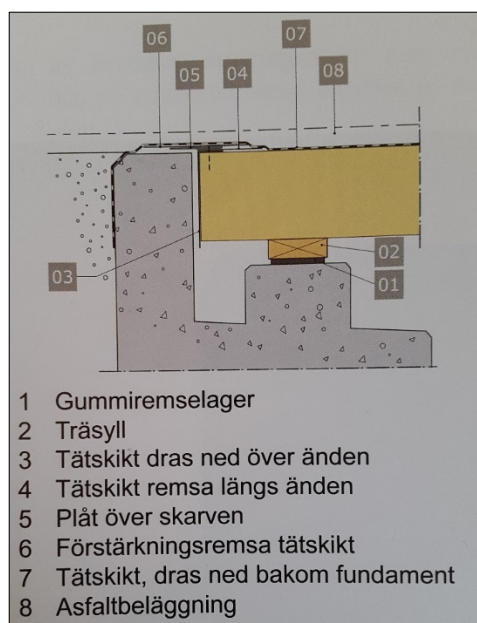 06
05
04
07
08
03
02
01
1 Gummiremselager
2 Träsyll
3 Tätskikt dras ned över änden
4 Tätskikt remsa längs änden
5 Plåt över skarven
6 Förstärkningsremsa tätskikt
7 Tätskikt, dras ned bakom fundament
8 Asfaltbeläggning